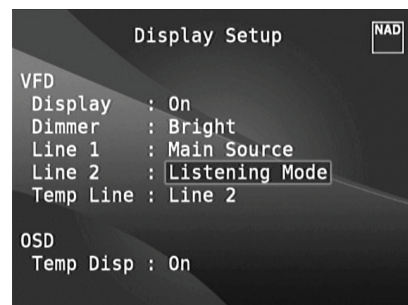 Display Setup
NAD
VFD
Display : On
Dimmer : Bright
Line 1 : Main Source
Line 2 : Listening Mode
Temp Line : Line 2
OSD
Temp Disp : On